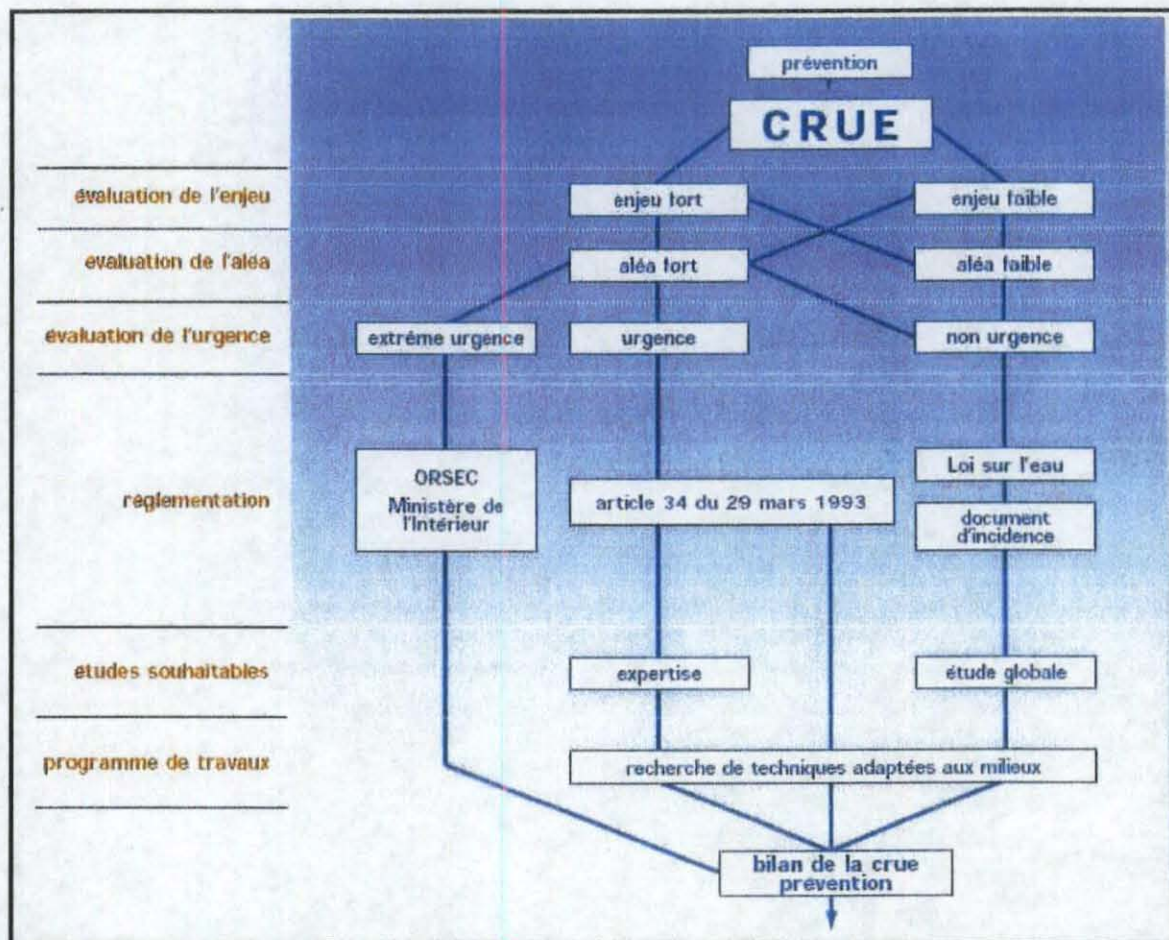 prévention
CRUE
évaluation de l'enjeu
enjeu fort
enjeu faible
évaluation de l'aléa
aléa fort
aléa faible
évaluation de l'urgence
extrême urgence
urgence
non urgence
réglementation
ORSEC
Ministère de
l'Intérieur
article 34 du 29 mars 1993
Loi sur l'eau
document
d'incidence
études souhaitables
expertise
étude globale
programme de travaux
recherche de techniques adaptées aux milieux
bilan de la crue
prévention